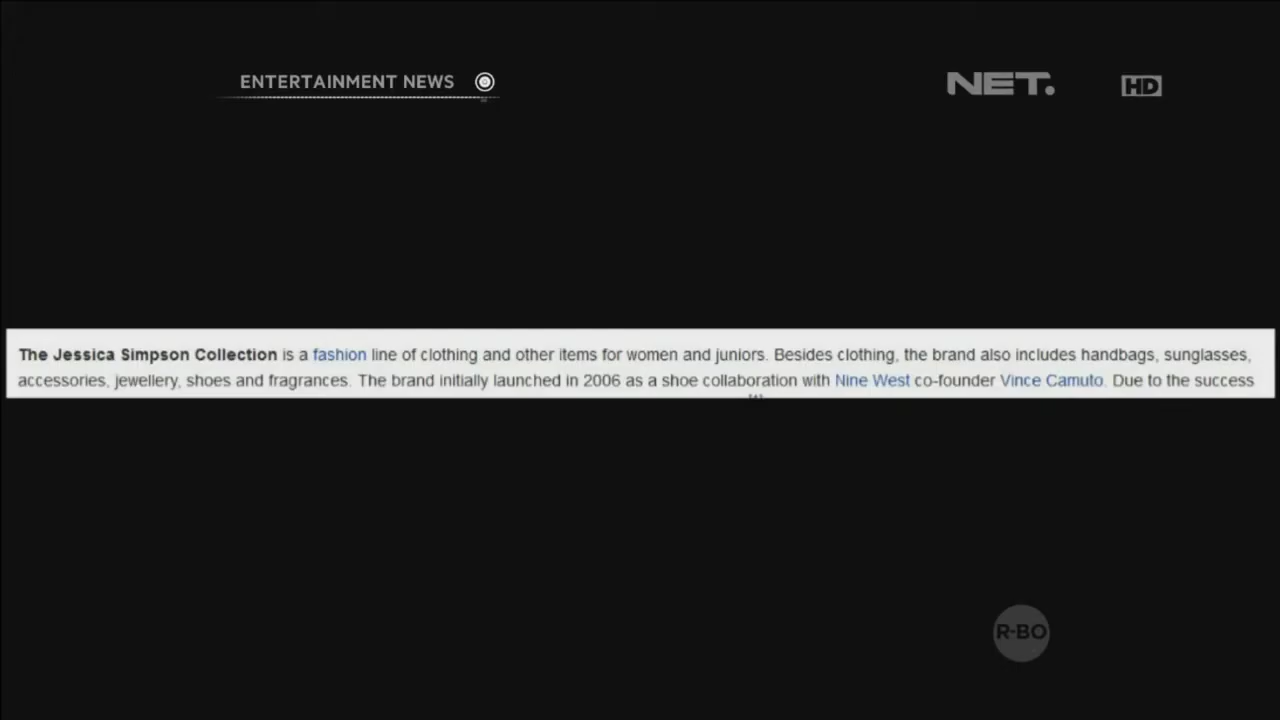 ENTERTAINMENT NEWS
NET.
HD
The Jessica Simpson Collection is a fashion line of clothing and other items for women and juniors. Besides clothing, the brand also includes handbags, sunglasses,
accessories, jewellery, shoes and fragrances. The brand initially launched in 2006 as a shoe collaboration with Nine West co-founder Vince Camuto. Due to the success
R-BO